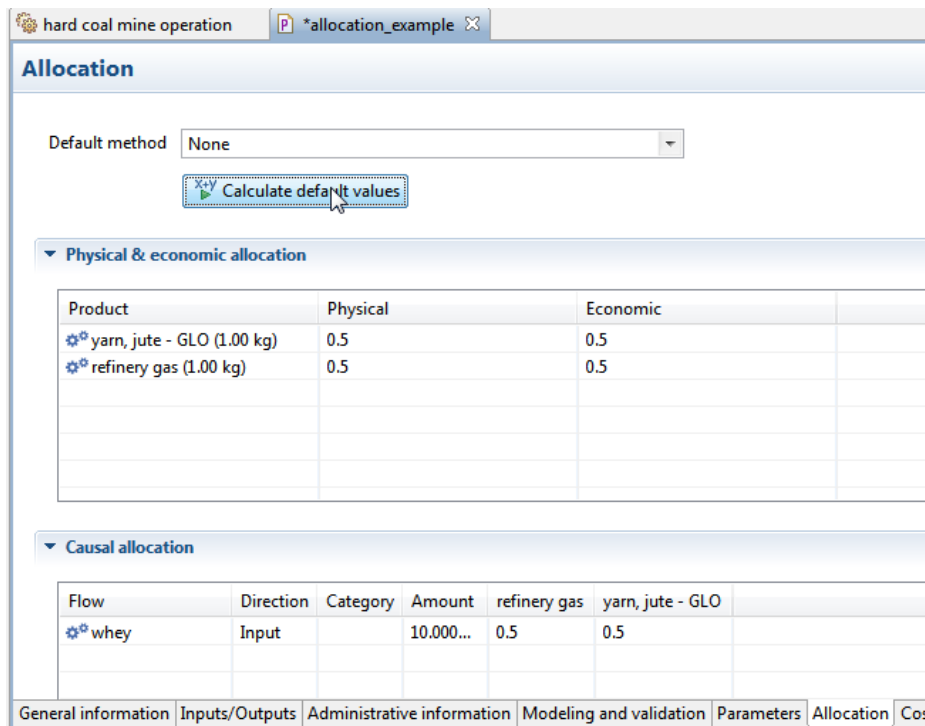 hard coal mine operation *allocation_example
Allocation
Default method None
X+Y Calculate default values
Physical & economic allocation
Product Physical Economic
yarn, jute - GLO (1.00 kg) 0.5 0.5
refinery gas (1.00 kg) 0.5 0.5
Causal allocation
Flow Direction Category Amount refinery gas yarn, jute - GLO
whey Input 10.000... 0.5 0.5
General information Inputs/Outputs Administrative information Modeling and validation Parameters Allocation Cos